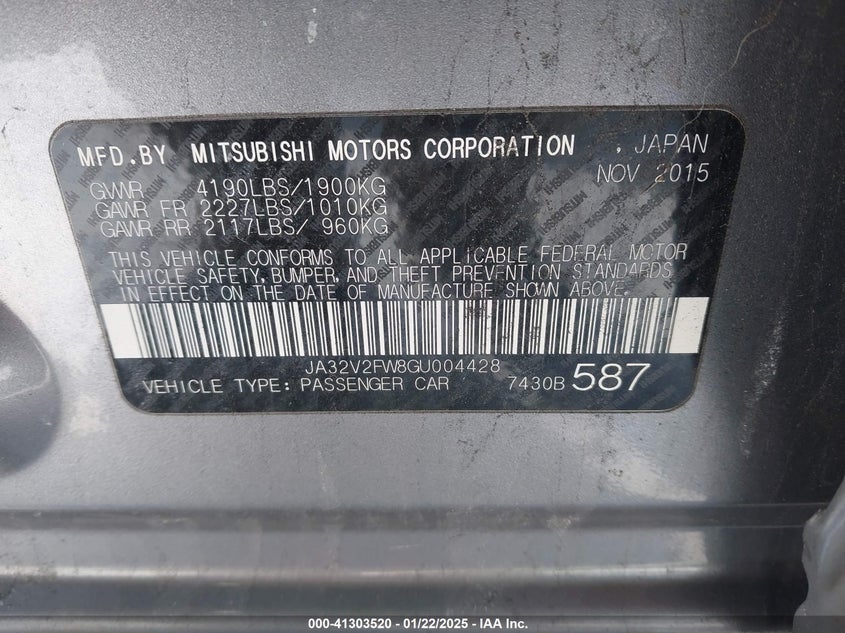 MFD.BY MITSUBISHI MOTORS CORPORATION , JAPAN
GVWR 4190LBS/1900KG NOV 2015
GAWR FR 2227LBS/1010KG
GAWR RR 2117LBS/ 960KG
THIS VEHICLE CONFORMS TO ALL APPLICABLE FEDERAL MOTOR
VEHICLE SAFETY, BUMPER, AND THEFT PREVENTION STANDARDS
IN EFFECT ON THE DATE OF MANUFACTURE SHOWN ABOVE.
JA32V2FW8GU004428
VEHICLE TYPE: PASSENGER CAR 7430B 587
000-41303520 - 01/22/2025 - IAA Inc.